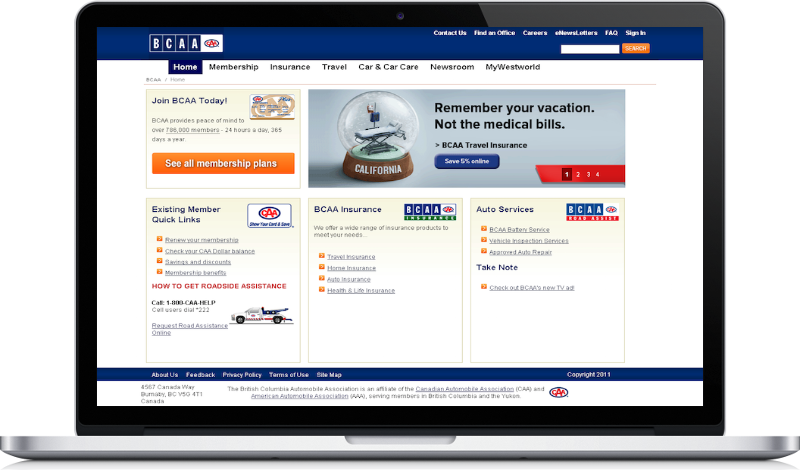 Contact Us Find an Office Careers eNewsLetters FAQ Sign In
BCAA CAA
SEARCH
Home Membership Insurance Travel Car & Car Care Newsroom MyWestworld
BCAA / Home
Join BCAA Today!
Plus
BCAA provides peace of mind to
over 786,000 members - 24 hours a day, 365
days a year...
See all membership plans
Remember your vacation.
Not the medical bills.
> BCAA Travel Insurance
Save 5% online
CALIFORNIA
1 2 3 4
Existing Member
Quick Links
CAA
Show Your Card & Save
Renew your membership
Check your CAA Dollar balance
Savings and discounts
Membership benefits
HOW TO GET ROADSIDE ASSISTANCE
Call: 1-800-CAA-HELP
Cell users dial *222
Request Road Assistance
Online
BCAA Insurance
BCAA CAA
INSURANCE
We offer a wide range of insurance products to
meet your needs...
Travel Insurance
Home Insurance
Auto Insurance
Health & Life Insurance
Auto Services
BCAA CAA
ROAD ASSIST
BCAA Battery Service
Vehicle Inspection Services
Approved Auto Repair
Take Note
Check out BCAA's new TV ad!
About Us Feedback Privacy Policy Terms of Use Site Map Copyright 2011
4567 Canada Way
Burnaby, BC V5G 4T1
Canada
The British Columbia Automobile Association is an affiliate of the Canadian Automobile Association (CAA) and
American Automobile Association (AAA), serving members in British Columbia and the Yukon.
CAA